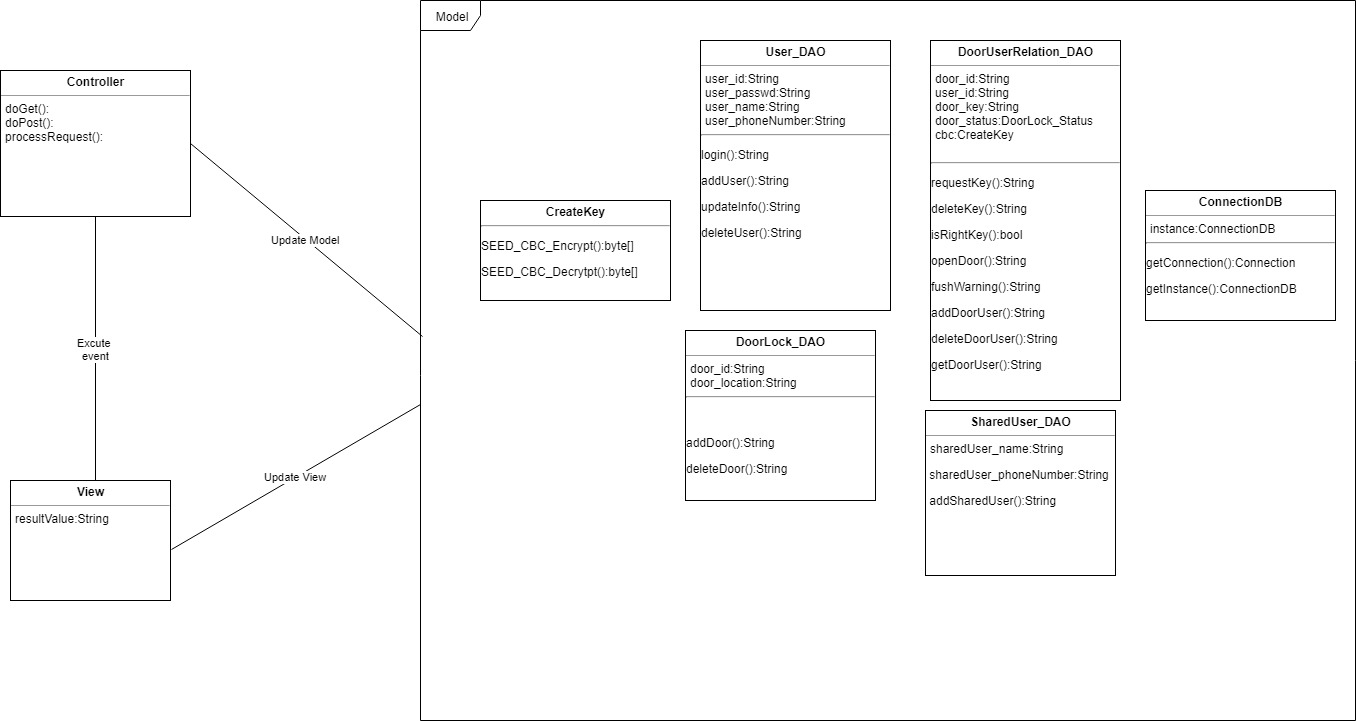 Model
Controller
doGet():
doPost():
processRequest():
Update Model
Excute
event
Update View
View
resultValue:String
CreateKey
SEED_CBC_Encrypt():byte[]
SEED_CBC_Decrytpt():byte[]
User_DAO
user_id:String
user_passwd:String
user_name:String
user_phoneNumber:String
login():String
addUser():String
updateInfo():String
deleteUser():String
DoorLock_DAO
door_id:String
door_location:String
addDoor():String
deleteDoor():String
DoorUserRelation_DAO
door_id:String
user_id:String
door_key:String
door_status:DoorLock_Status
cbc:CreateKey
requestKey():String
deleteKey():String
isRightKey():bool
openDoor():String
fushWarning():String
addDoorUser():String
deleteDoorUser():String
getDoorUser():String
SharedUser_DAO
sharedUser_name:String
sharedUser_phoneNumber:String
addSharedUser():String
ConnectionDB
instance:ConnectionDB
getConnection():Connection
getInstance():ConnectionDB